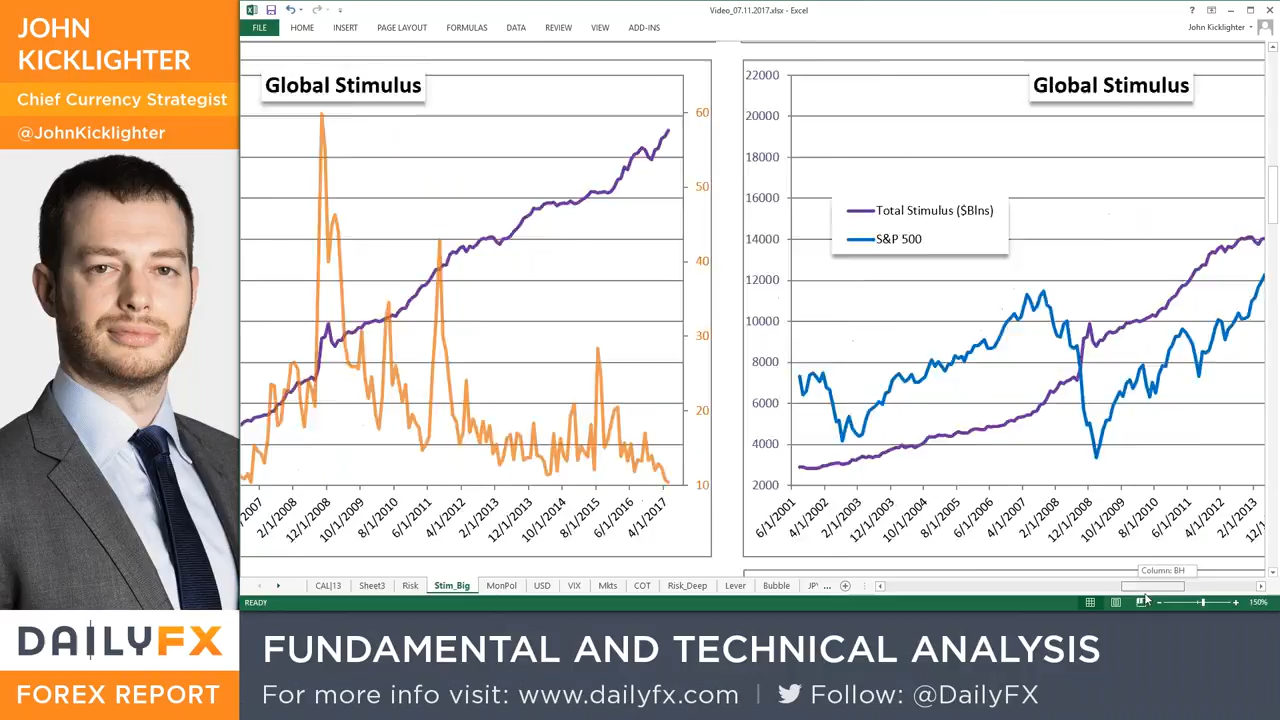 JOHN
KICKLIGHTER
Chief Currency Strategist
@JohnKicklighter
Video_07.11.2017.xlsx - Excel
FILE
HOME
INSERT
PAGE LAYOUT
FORMULAS
DATA
REVIEW
VIEW
ADD-INS
John Kicklighter
Global Stimulus
60
50
40
30
20
10
2/1/2008
12/1/2008
10/1/2009
8/1/2010
6/1/2011
4/1/2012
2/1/2013
12/1/2013
10/1/2014
8/1/2015
6/1/2016
4/1/2017
Global Stimulus
22000
20000
18000
16000
14000
12000
10000
8000
6000
4000
2000
Total Stimulus ($Blns)
S&P 500
6/1/2001
4/1/2002
2/1/2003
12/1/2003
10/1/2004
8/1/2005
6/1/2006
4/1/2007
2/1/2008
12/1/2008
10/1/2009
8/1/2010
6/1/2011
4/1/2012
2/1/2013
Column: BH
CAL|13
Sheet3
Risk
Stim_Big
MonPol
USD
VIX
Mkts
COT
Risk_Deep
Lever
Bubble
READY
150%
DAILYFX
FOREX REPORT
FUNDAMENTAL AND TECHNICAL ANALYSIS
For more info visit: www.dailyfx.com | Follow: @DailyFX